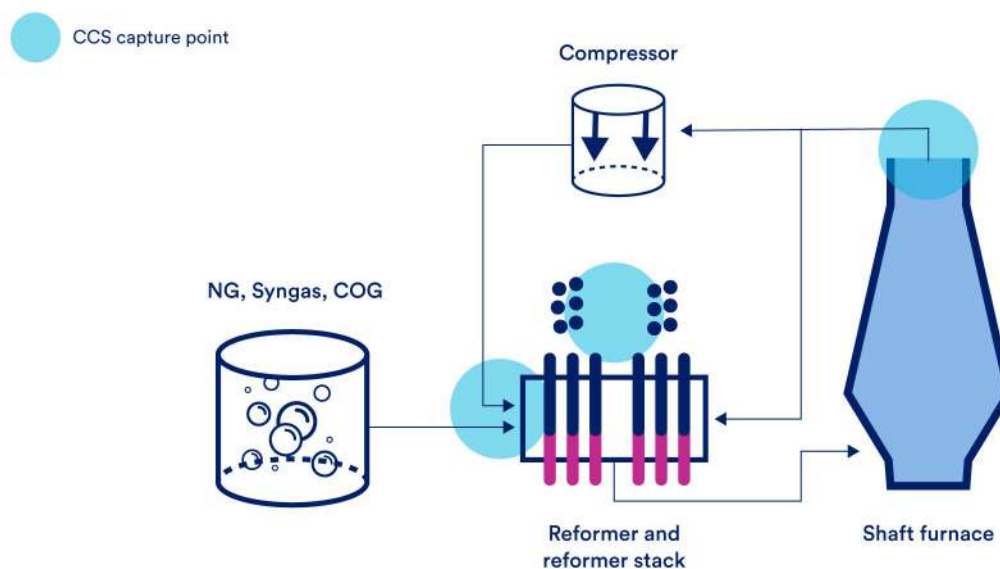 CCS capture point
Compressor
NG, Syngas, COG
Reformer and
reformer stack
Shaft furnace